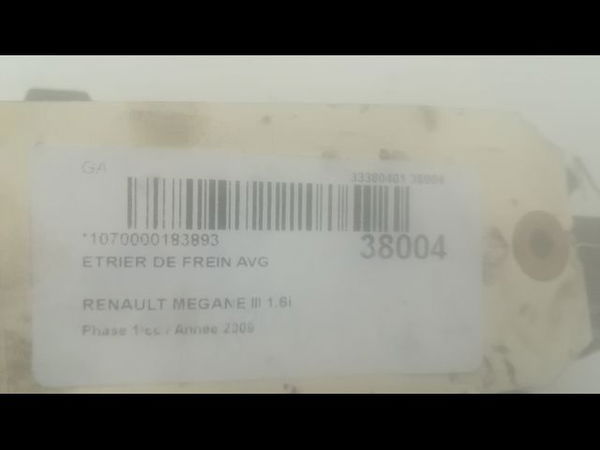 GA
33380401 38004
*1070000183893
38004
ETRIER DE FREIN AVG
RENAULT MEGANE III 1.6i
Phase 1 / Année 2009